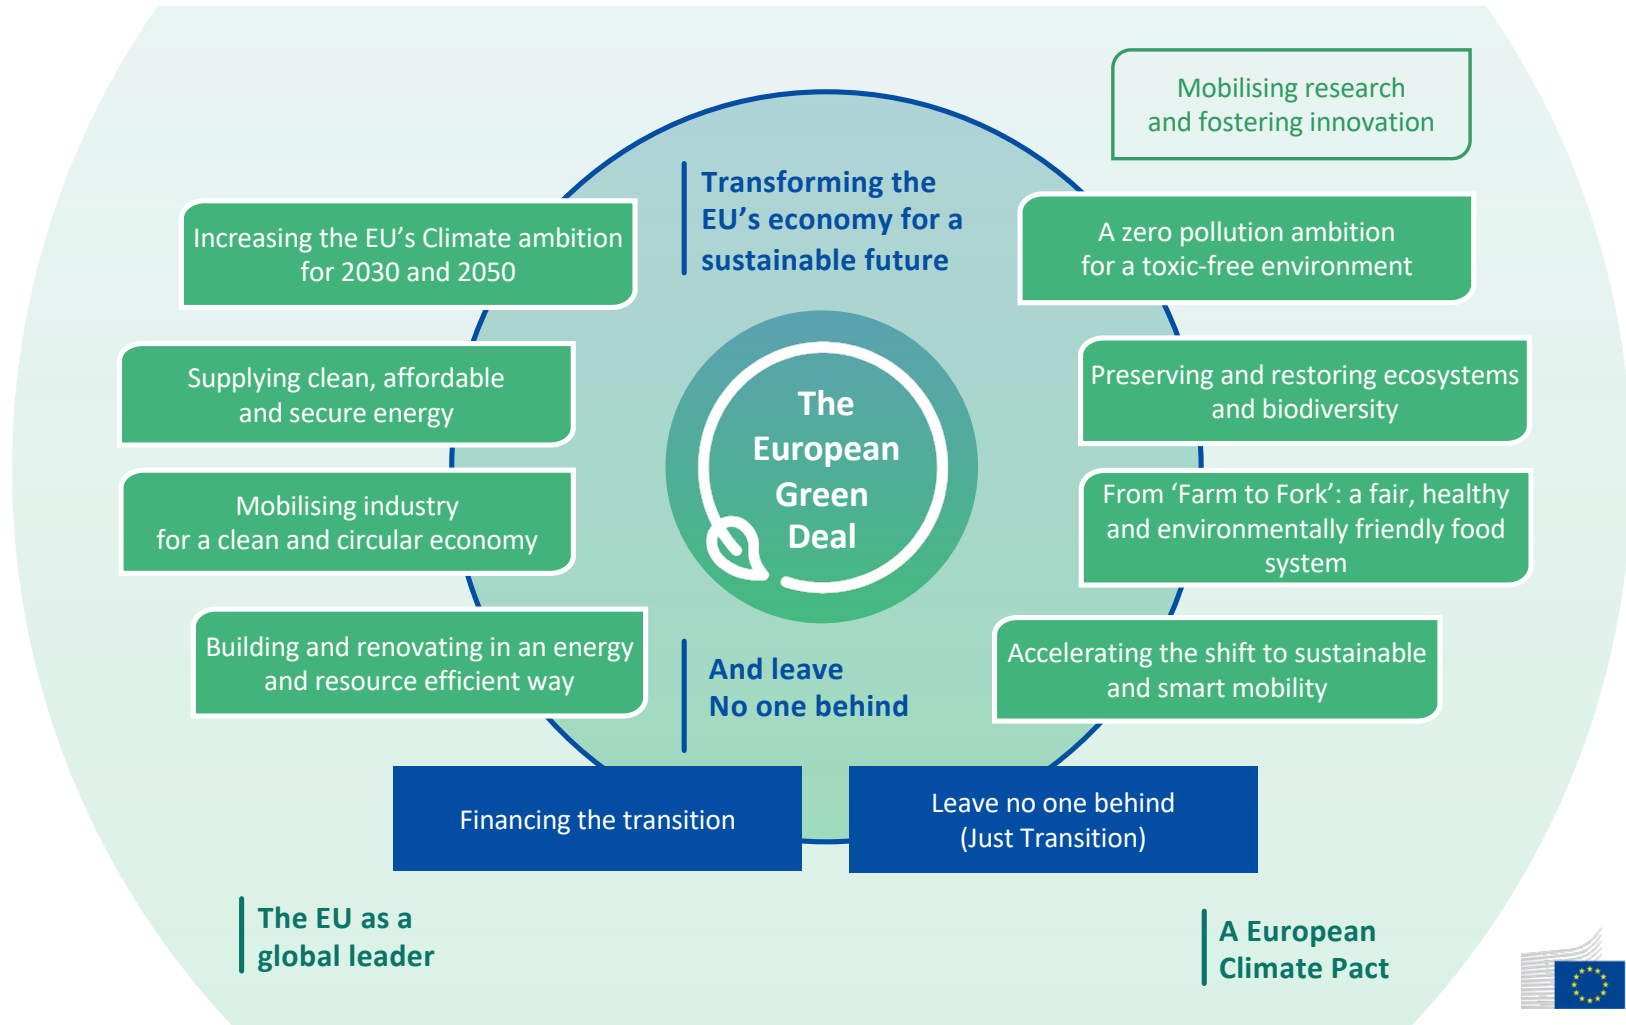 Mobilising research
and fostering innovation
Transforming the
EU’s economy for a
sustainable future
Increasing the EU’s Climate ambition
for 2030 and 2050
A zero pollution ambition
for a toxic-free environment
Supplying clean, affordable
and secure energy
Preserving and restoring ecosystems
and biodiversity
The
European
Green
Deal
Mobilising industry
for a clean and circular economy
From ‘Farm to Fork’: a fair, healthy
and environmentally friendly food
system
Building and renovating in an energy
and resource efficient way
Accelerating the shift to sustainable
and smart mobility
And leave
No one behind
Financing the transition
Leave no one behind
(Just Transition)
The EU as a
global leader
A European
Climate Pact